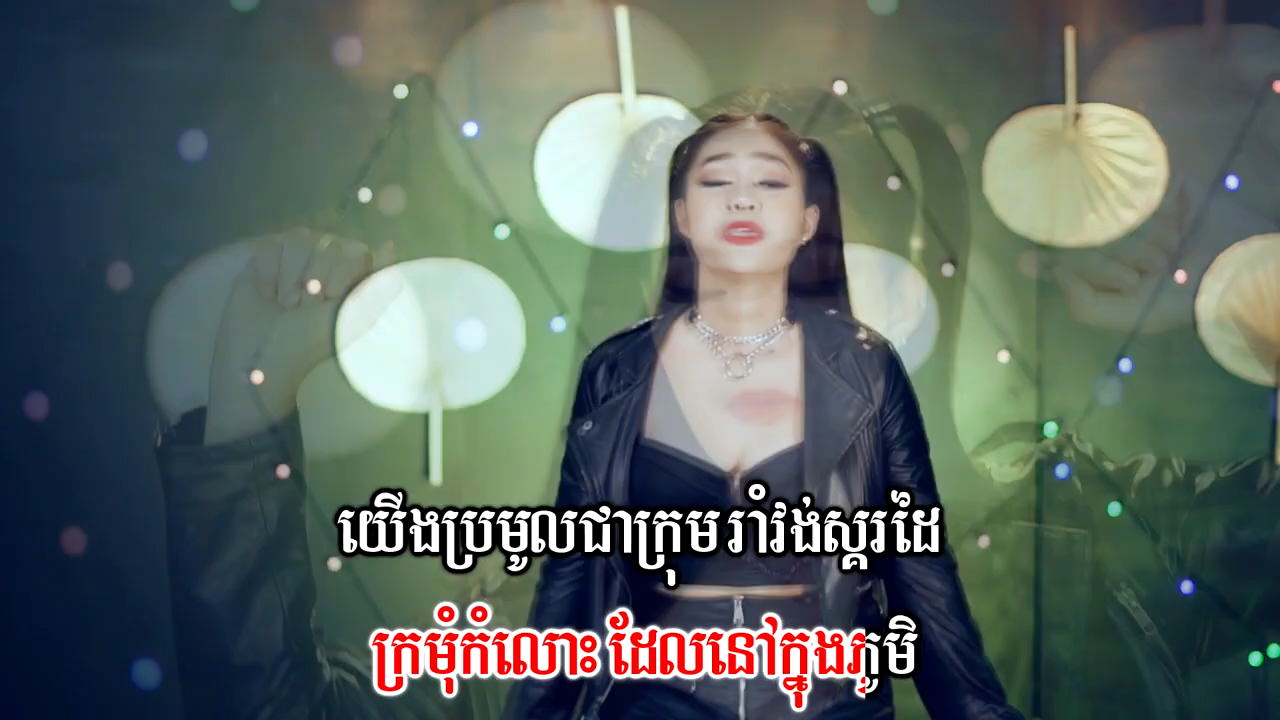 យើងប្រមូលជាក្រុម រាំវង់ស្គរដៃ
ក្រមុំកំលោះ ដែលនៅក្នុងភូមិ